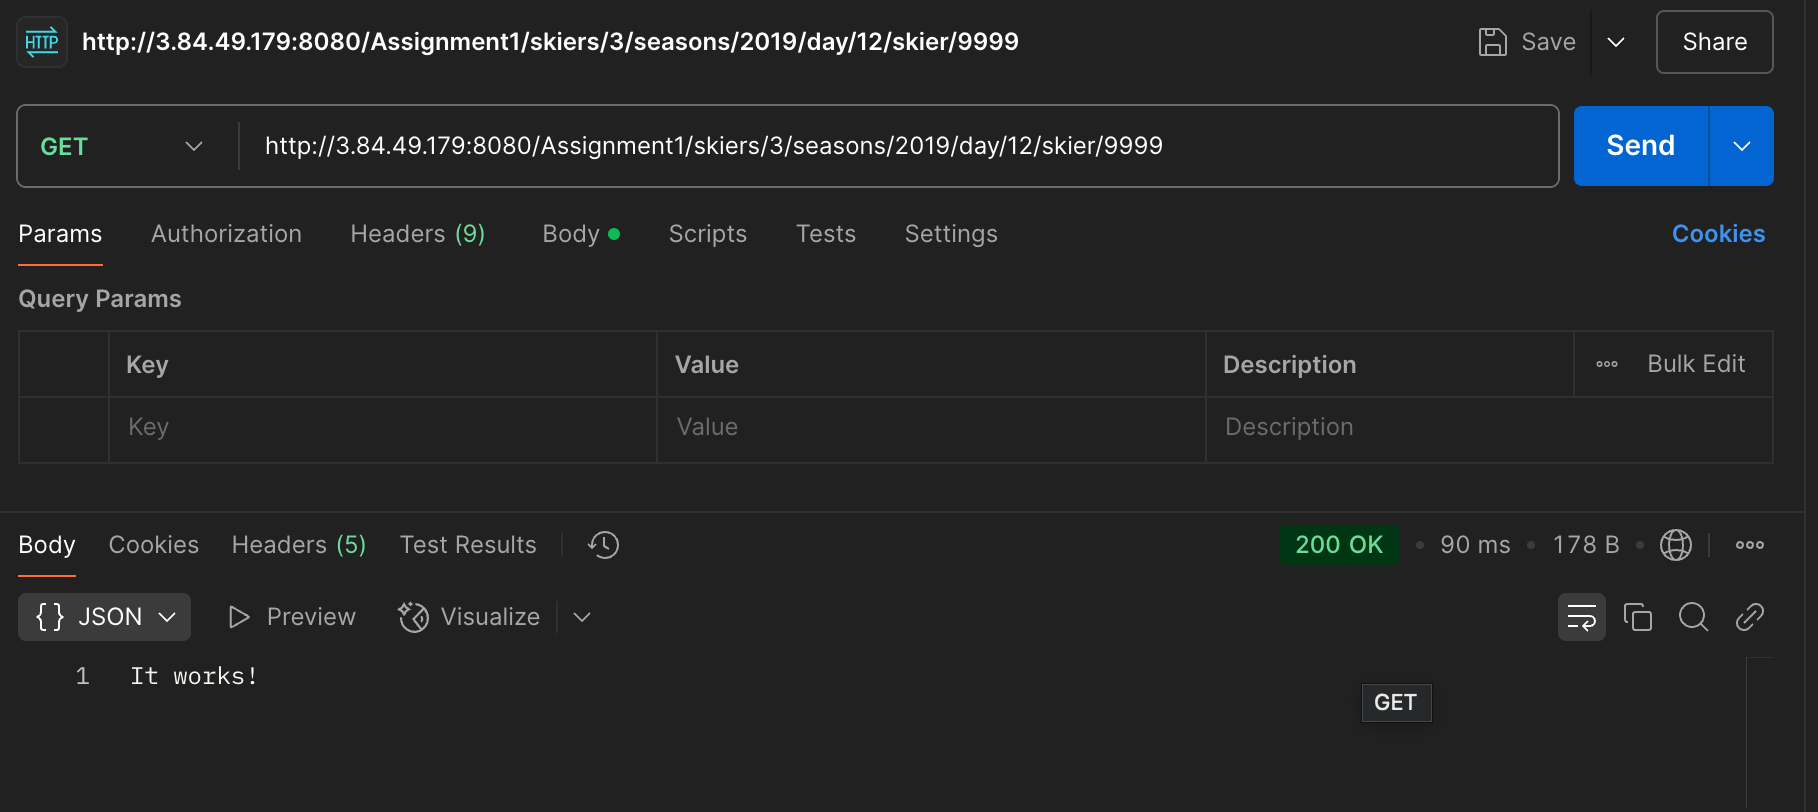 HTTP http://3.84.49.179:8080/Assignment1/skiers/3/seasons/2019/day/12/skier/9999 Save Share
GET http://3.84.49.179:8080/Assignment1/skiers/3/seasons/2019/day/12/skier/9999 Send
Params Authorization Headers (9) Body Scripts Tests Settings Cookies
Query Params
Key Value Description Bulk Edit
Key Value Description
Body Cookies Headers (5) Test Results 200 OK 90 ms 178 B
{} JSON Preview Visualize
1 It works!
GET